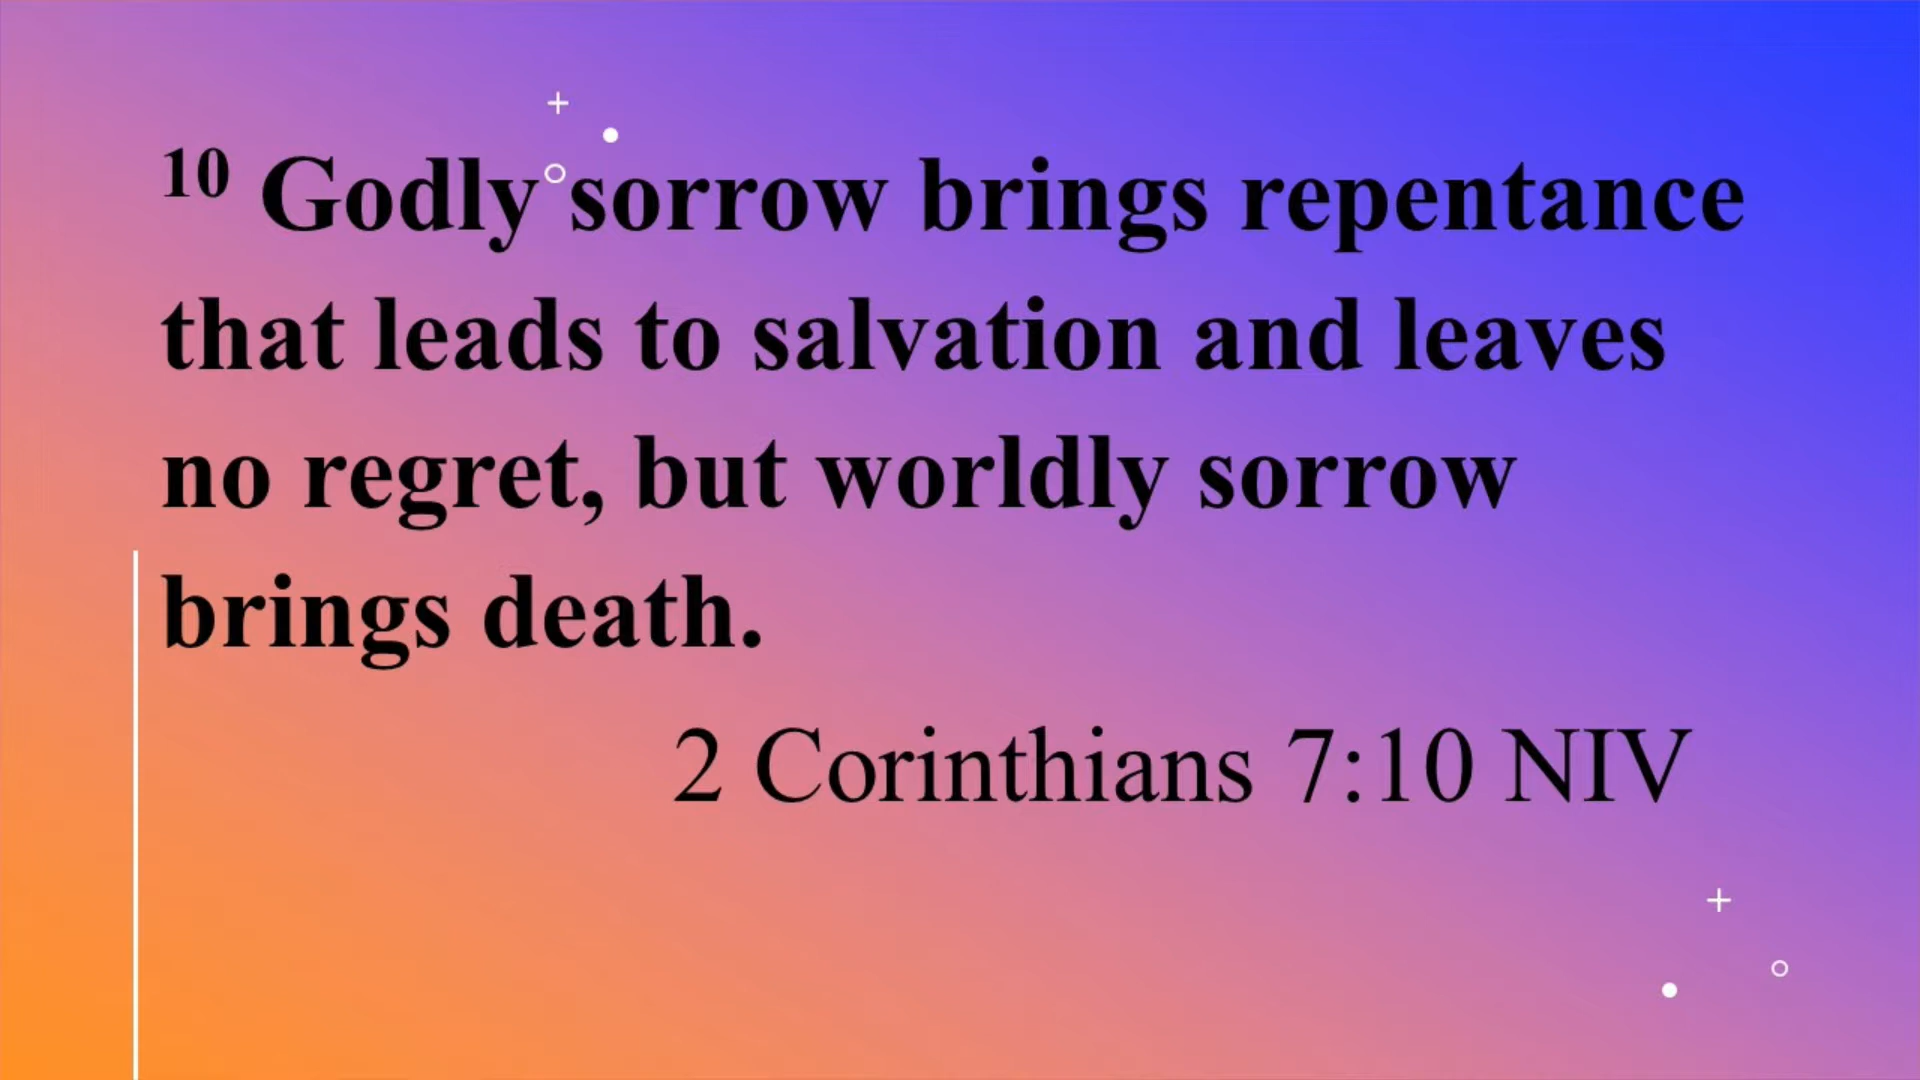 10 Godly sorrow brings repentance
that leads to salvation and leaves
no regret, but worldly sorrow
brings death.
2 Corinthians 7:10 NIV